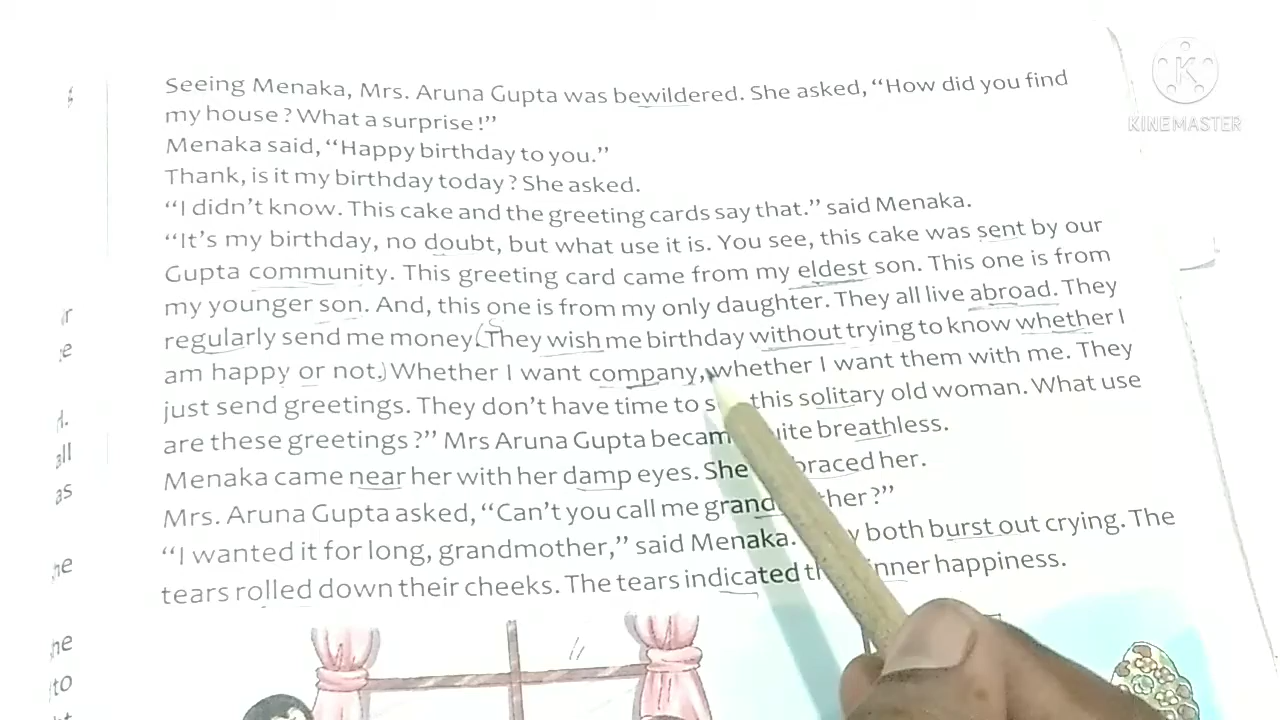 Seeing Menaka, Mrs. Aruna Gupta was bewildered. She asked, “How did you find
my house ? What a surprise !”
Menaka said, “Happy birthday to you.”
Thank, is it my birthday today ? She asked.
“I didn’t know. This cake and the greeting cards say that.” said Menaka.
“It’s my birthday, no doubt, but what use it is. You see, this cake was sent by our
Gupta community. This greeting card came from my eldest son. This one is from
my younger son. And, this one is from my only daughter. They all live abroad. They
regularly send me money. (They wish me birthday without trying to know whether I
am happy or not.) Whether I want company, whether I want them with me. They
just send greetings. They don’t have time to this solitary old woman. What use
are these greetings ?” Mrs Aruna Gupta became breathless.
Menaka came near her with her damp eyes. She her.
Mrs. Aruna Gupta asked, “Can’t you call me ?”
“I wanted it for long, grandmother,” said Menaka. both burst out crying. The
tears rolled down their cheeks. The tears indicated inner happiness.
KINEMASTER
r
e
d.
all
as
he
he
to